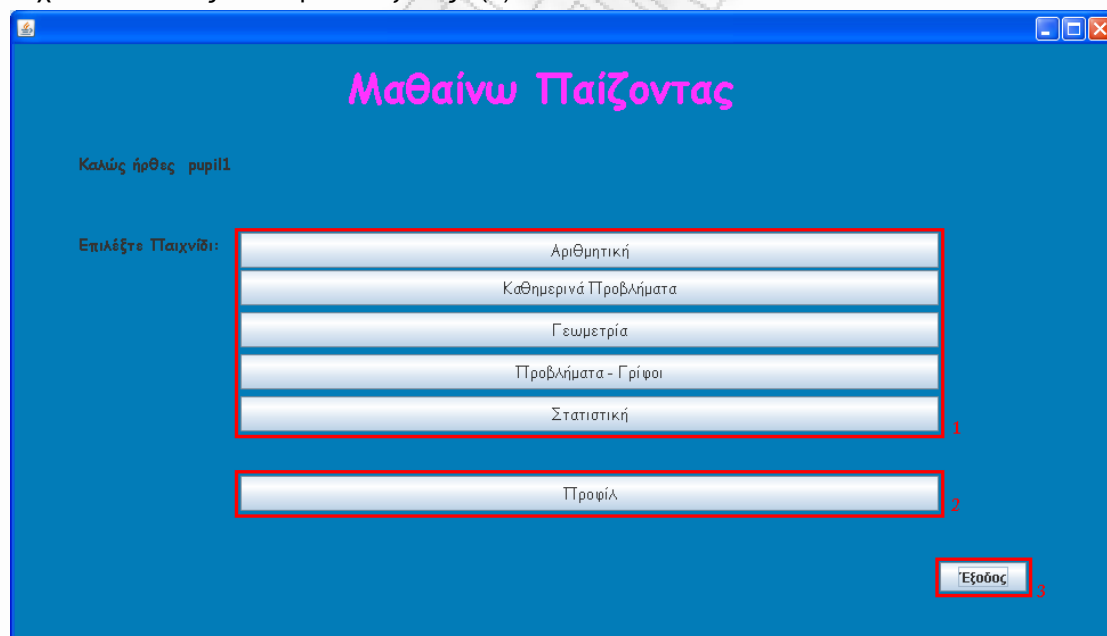 Μαθαίνω Παίζοντας
Καλώς ήρθες pupil1
Επιλέξτε Παιχνίδι:
Αριθμητική
Καθημερινά Προβλήματα
Γεωμετρία
Προβλήματα - Γρίφοι
Στατιστική
1
Προφίλ
2
Έξοδος
3